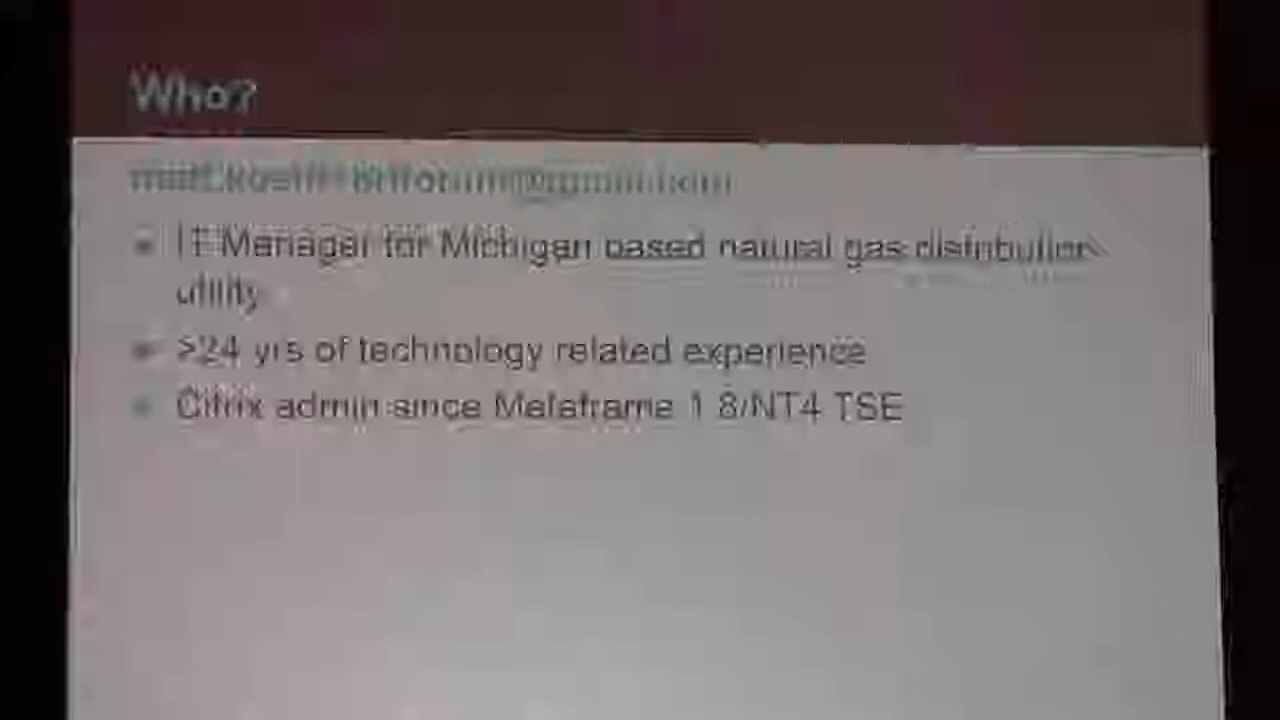 Who?
IT Manager for Michigan based natural gas distribution
utility
>24 yrs of technology related experience
Citrix admin since Metaframe 1.8/NT4 TSE